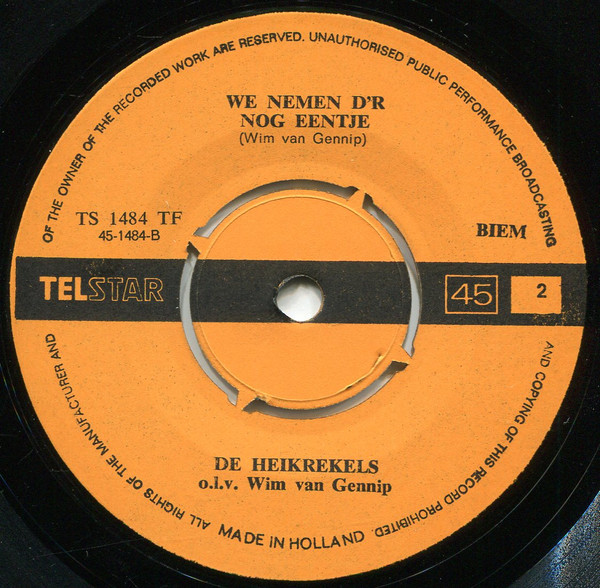 ALL RIGHTS OF THE MANUFACTURER AND OF THE OWNER OF THE RECORDED WORK ARE RESERVED. UNAUTHORISED PUBLIC PERFORMANCE BROADCASTING AND COPYING OF THIS RECORD PROHIBITED.
WE NEMEN D'R
NOG EENTJE
(Wim van Gennip)
TS 1484 TF
45-1484-B
BIEM
TELSTAR
45
2
DE HEIKREKELS
o.l.v. Wim van Gennip
MADE IN HOLLAND